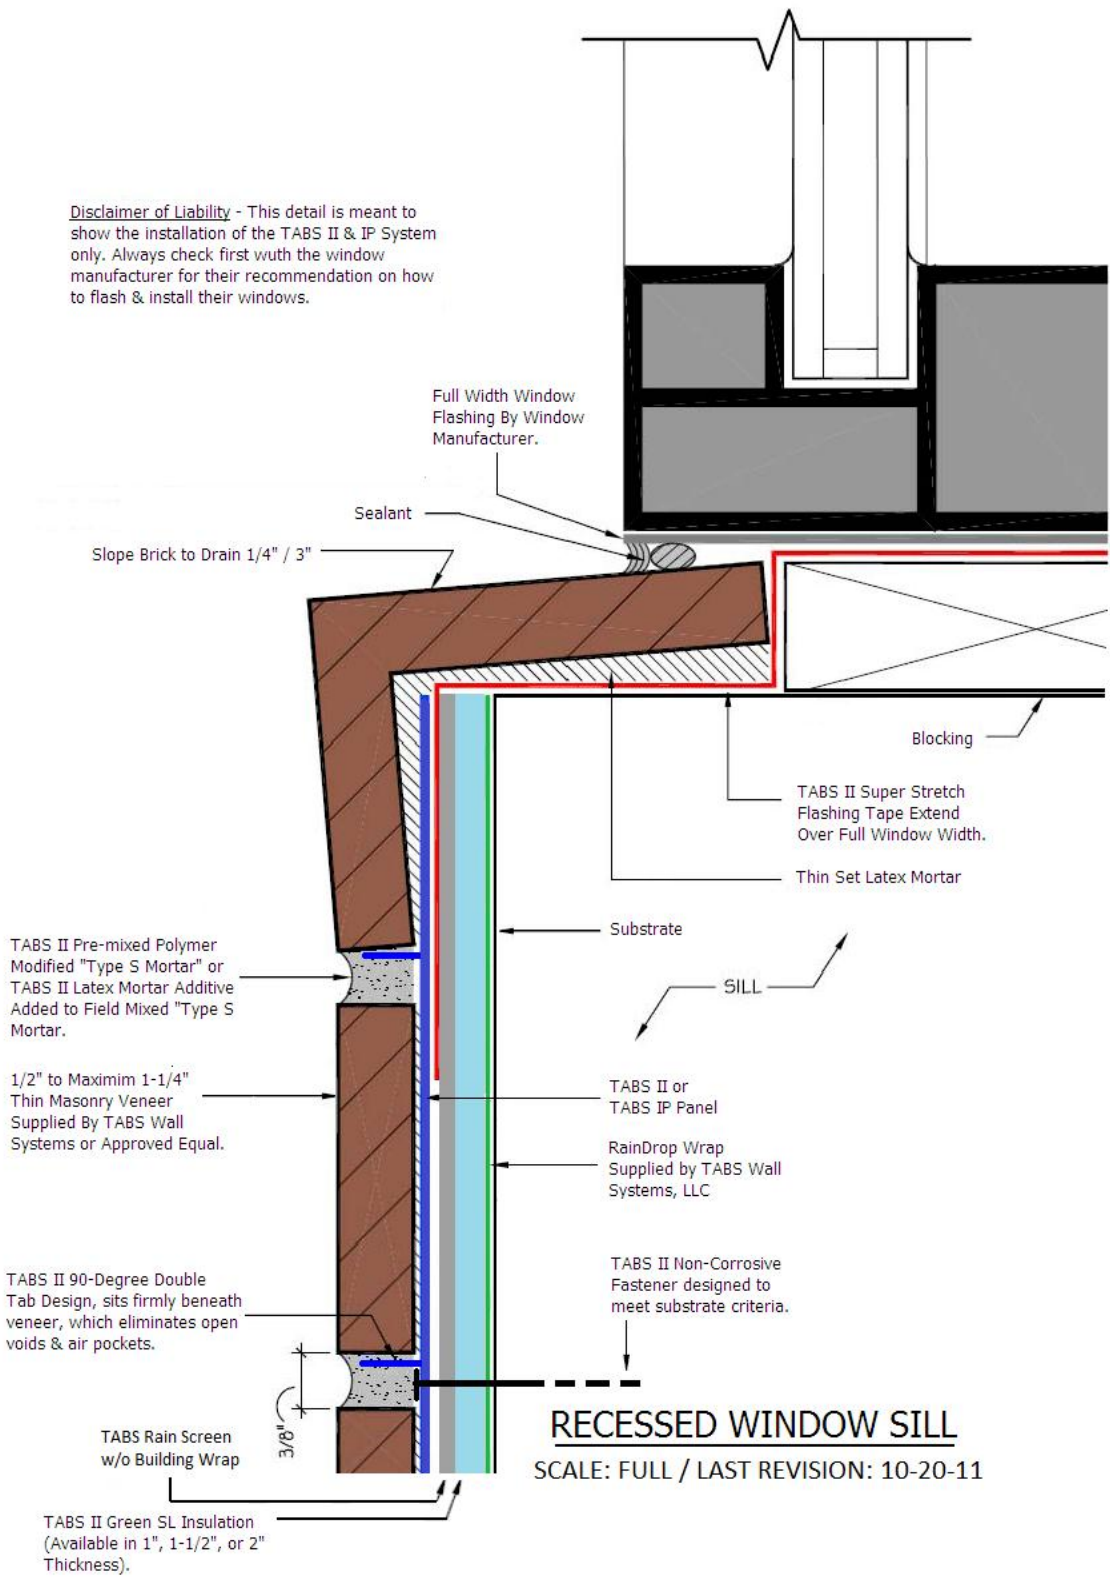 Disclaimer of Liability - This detail is meant to
show the installation of the TABS II & IP System
only. Always check first wuth the window
manufacturer for their recommendation on how
to flash & install their windows.
Full Width Window
Flashing By Window
Manufacturer.
Sealant
Slope Brick to Drain 1/4" / 3"
Blocking
TABS II Super Stretch
Flashing Tape Extend
Over Full Window Width.
Thin Set Latex Mortar
Substrate
SILL
TABS II Pre-mixed Polymer
Modified "Type S Mortar" or
TABS II Latex Mortar Additive
Added to Field Mixed "Type S
Mortar.
1/2" to Maximim 1-1/4"
Thin Masonry Veneer
Supplied By TABS Wall
Systems or Approved Equal.
TABS II or
TABS IP Panel
RainDrop Wrap
Supplied by TABS Wall
Systems, LLC
TABS II Non-Corrosive
Fastener designed to
meet substrate criteria.
TABS II 90-Degree Double
Tab Design, sits firmly beneath
veneer, which eliminates open
voids & air pockets.
3/8"
TABS Rain Screen
w/o Building Wrap
TABS II Green SL Insulation
(Available in 1", 1-1/2", or 2"
Thickness).
RECESSED WINDOW SILL
SCALE: FULL / LAST REVISION: 10-20-11